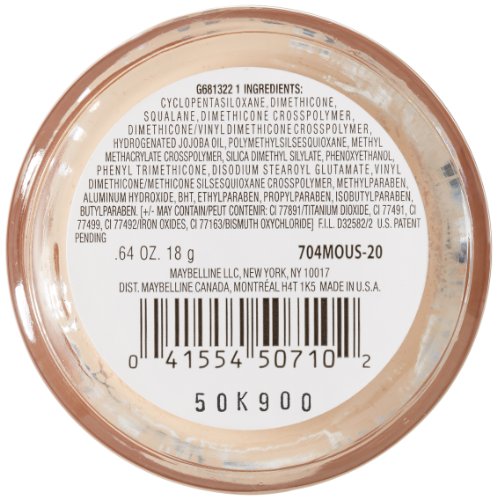 G681322 1 INGREDIENTS:
CYCLOPENTASILOXANE, DIMETHICONE,
SQUALANE, DIMETHICONE CROSSPOLYMER,
DIMETHICONE/VINYL DIMETHICONE CROSSPOLYMER,
HYDROGENATED JOJOBA OIL, POLYMETHYLSILSESQUIOXANE, METHYL
METHACRYLATE CROSSPOLYMER, SILICA DIMETHYL SILYLATE, PHENOXYETHANOL,
PHENYL TRIMETHICONE, DISODIUM STEAROYL GLUTAMATE, VINYL
DIMETHICONE/METHICONE SILSESQUIOXANE CROSSPOLYMER, METHYLPARABEN,
ALUMINUM HYDROXIDE, BHT, ETHYLPARABEN, PROPYLPARABEN, ISOBUTYLPARABEN,
BUTYLPARABEN. [+/- MAY CONTAIN/PEUT CONTENIR: CI 77891/TITANIUM DIOXIDE, CI 77491, CI
77499, CI 77492/IRON OXIDES, CI 77163/BISMUTH OXYCHLORIDE] F.I.L. D32582/2 U.S. PATENT
PENDING
.64 OZ. 18 g 704MOUS-20
MAYBELLINE LLC, NEW YORK, NY 10017
DIST. MAYBELLINE CANADA, MONTRÉAL H4T 1K5 MADE IN U.S.A.
0 41554 50710 2
50K900